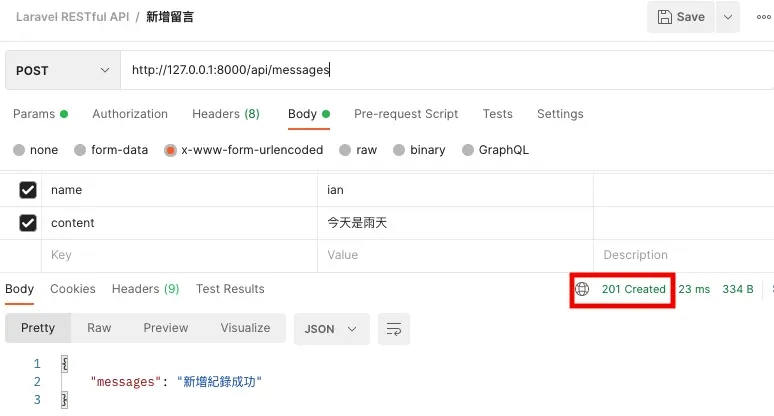 Laravel RESTful API / 新增留言 Save
POST http://127.0.0.1:8000/api/messages
Params Authorization Headers (8) Body Pre-request Script Tests Settings
none form-data x-www-form-urlencoded raw binary GraphQL
name ian
content 今天是雨天
Key Value Description
Body Cookies Headers (9) Test Results 201 Created 23 ms 334 B
Pretty Raw Preview Visualize JSON
1 {
2 "messages": "新增紀錄成功"
3 }